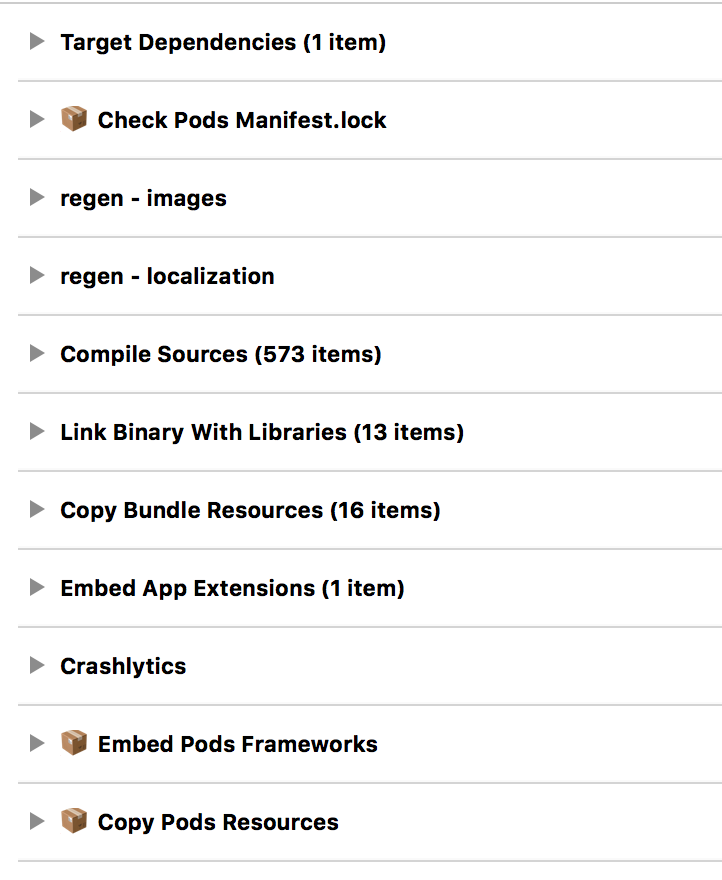 Target Dependencies (1 item)
Check Pods Manifest.lock
regen - images
regen - localization
Compile Sources (573 items)
Link Binary With Libraries (13 items)
Copy Bundle Resources (16 items)
Embed App Extensions (1 item)
Crashlytics
Embed Pods Frameworks
Copy Pods Resources